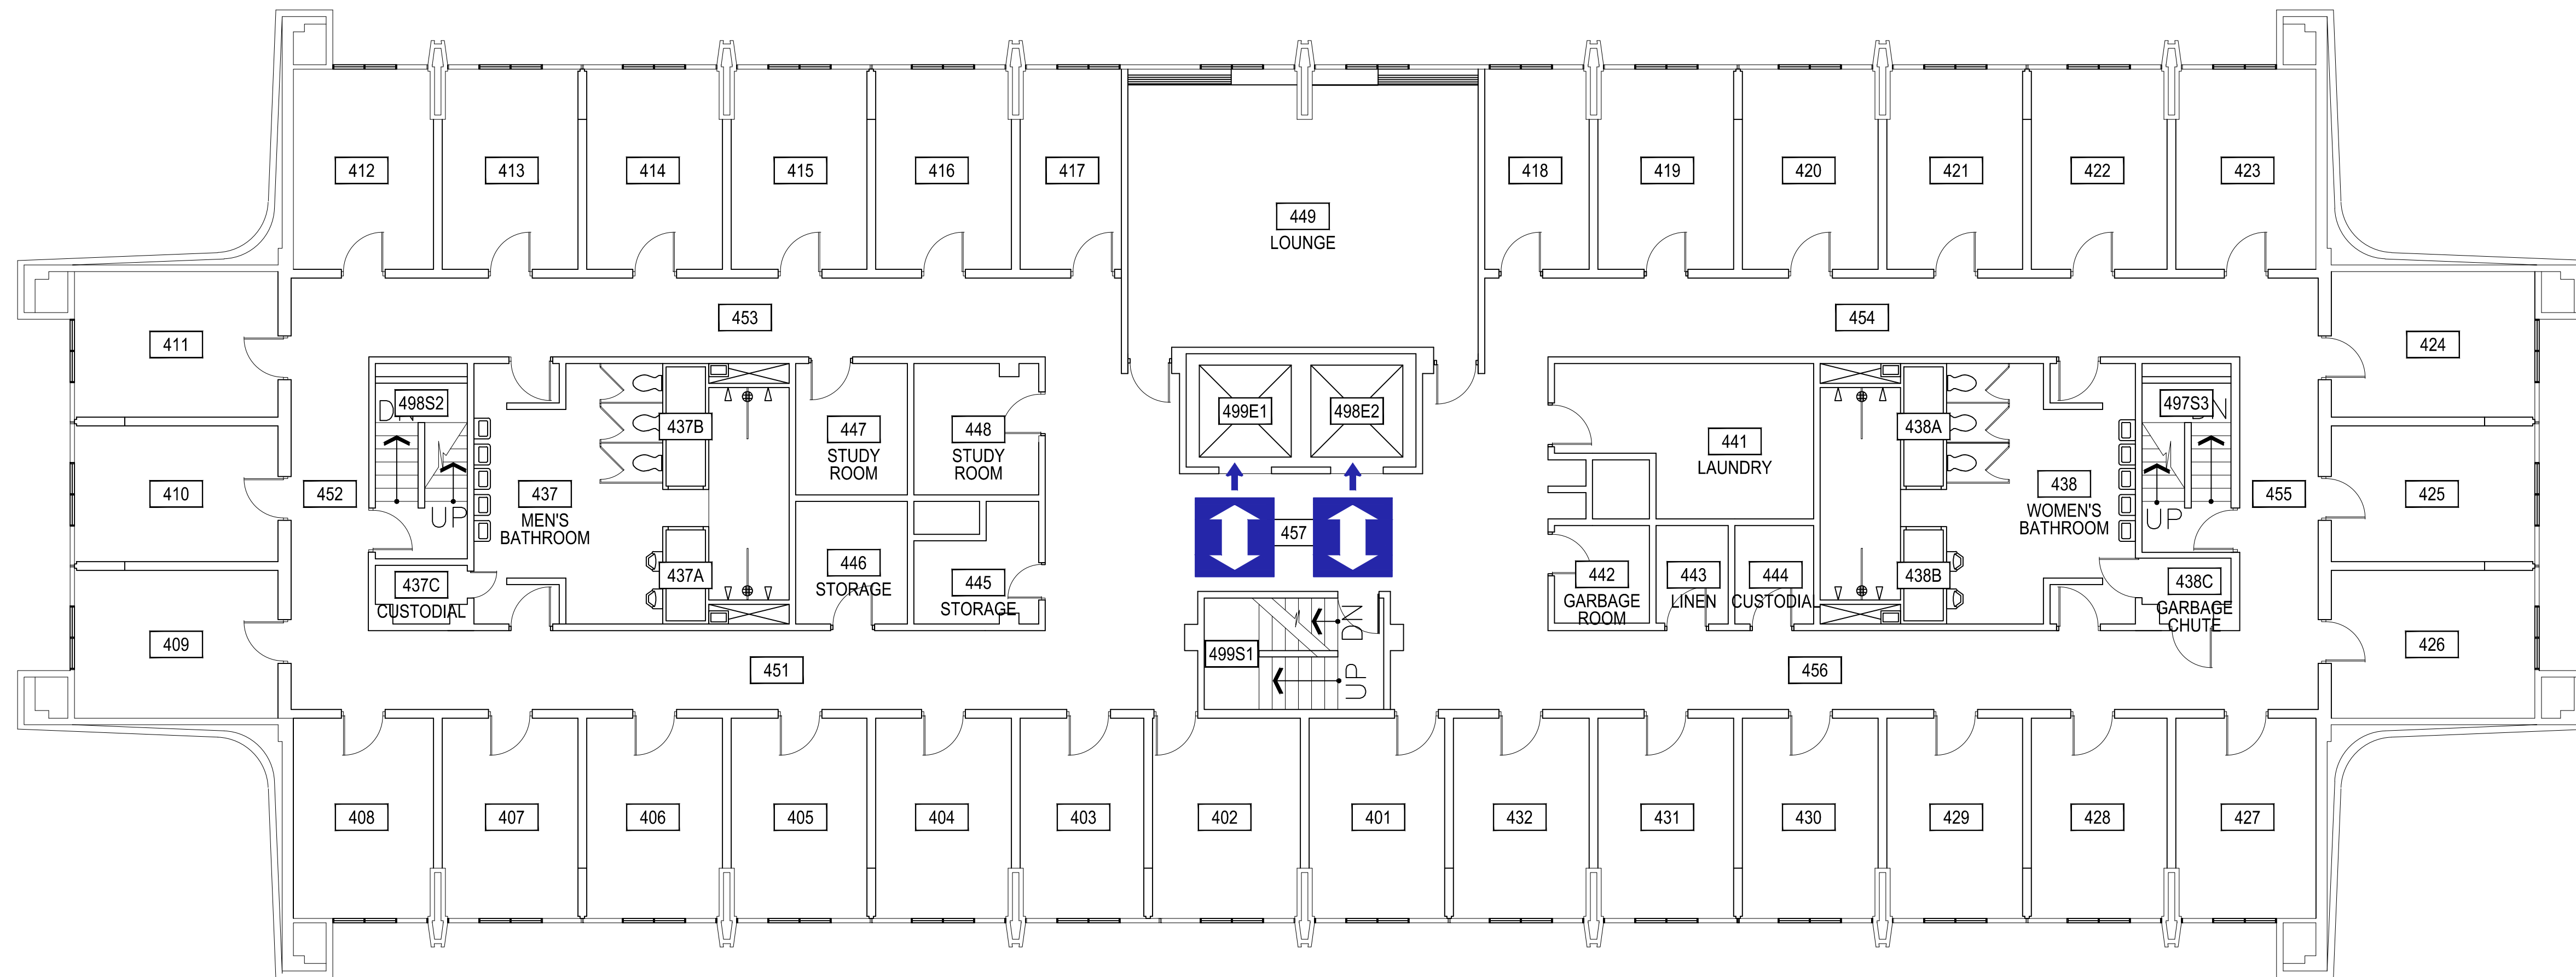 412
413
414
415
416
417
418
419
420
421
422
423
449
LOUNGE
453
454
411
424
498S2
DN
499E1
498E2
497S3
DN
437B
447
STUDY
ROOM
448
STUDY
ROOM
441
LAUNDRY
438A
410
452
437
MEN'S
BATHROOM
UP
457
438
WOMEN'S
BATHROOM
UP
455
425
437C
CUSTODIAL
437A
446
STORAGE
445
STORAGE
442
GARBAGE
ROOM
443
LINEN
444
CUSTODIAL
438B
438C
GARBAGE
CHUTE
409
451
499S1
DN
UP
456
426
408
407
406
405
404
403
402
401
432
431
430
429
428
427